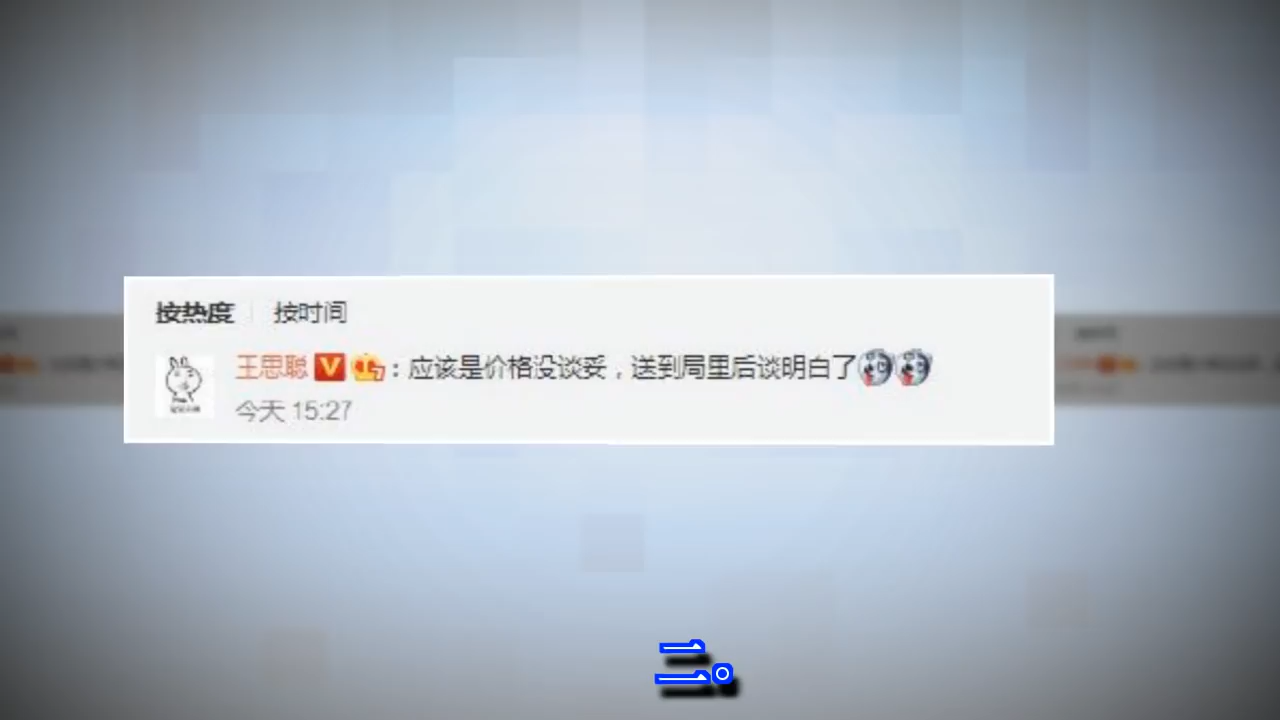 按热度 按时间
王思聪 V : 应该是价格没谈妥，送到局里后谈明白了
今天 15:27
二。